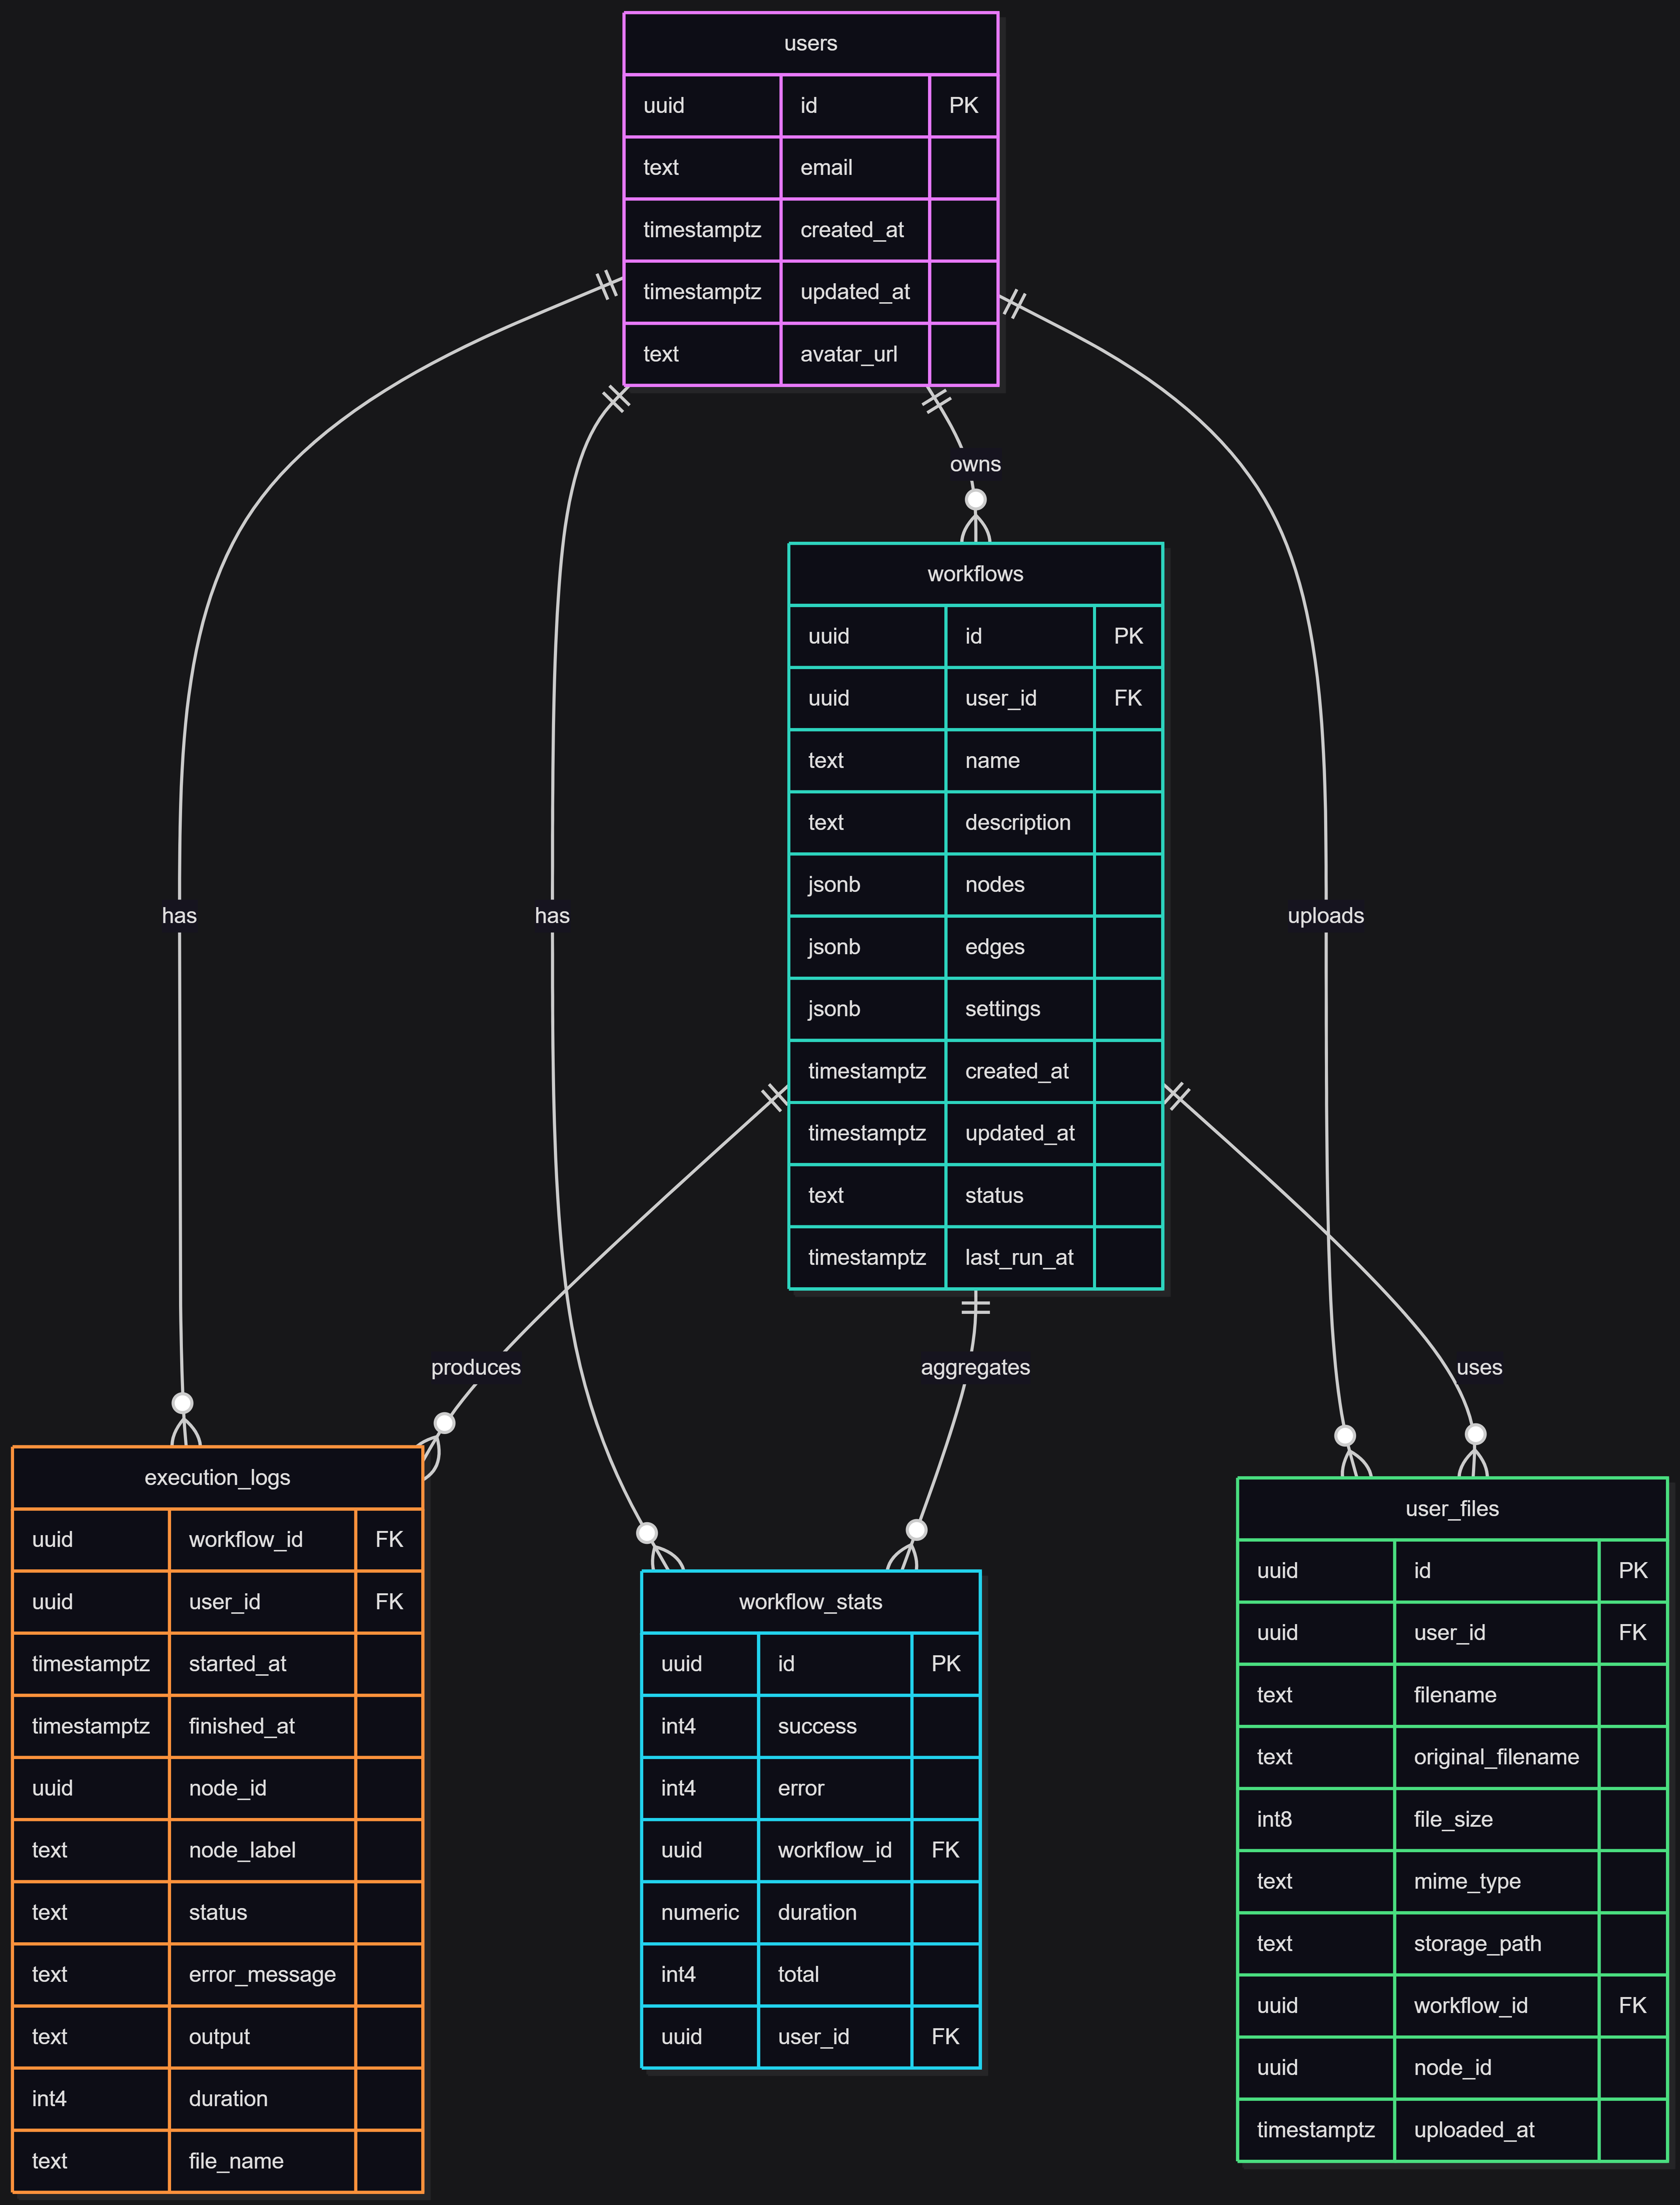 users
uuid id PK
text email
timestamptz created_at
timestamptz updated_at
text avatar_url
owns
workflows
uuid id PK
uuid user_id FK
text name
text description
jsonb nodes
jsonb edges
jsonb settings
timestamptz created_at
timestamptz updated_at
text status
timestamptz last_run_at
has
has
uploads
produces
aggregates
uses
execution_logs
uuid workflow_id FK
uuid user_id FK
timestamptz started_at
timestamptz finished_at
uuid node_id
text node_label
text status
text error_message
text output
int4 duration
text file_name
workflow_stats
uuid id PK
int4 success
int4 error
uuid workflow_id FK
numeric duration
int4 total
uuid user_id FK
user_files
uuid id PK
uuid user_id FK
text filename
text original_filename
int8 file_size
text mime_type
text storage_path
uuid workflow_id FK
uuid node_id
timestamptz uploaded_at